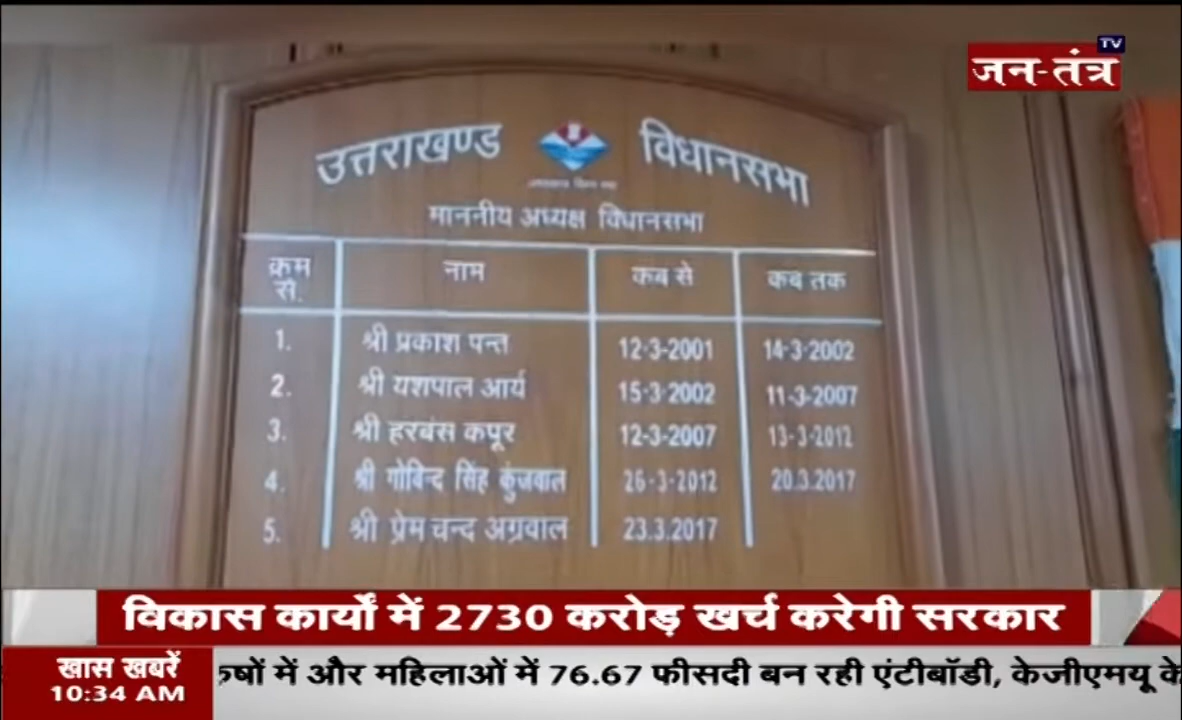 TV
जन-तंत्र
उत्तराखण्ड विधानसभा
माननीय अध्यक्ष विधानसभा
क्रम सं. नाम कब से कब तक
1. श्री प्रकाश पन्त 12-3-2001 14-3-2002
2. श्री यशपाल आर्य 15-3-2002 11-3-2007
3. श्री हरबंस कपूर 12-3-2007 13-3-2012
4. श्री गोबिन्द सिंह कुंजवाल 26-3-2012 20.3.2017
5. श्री प्रेम चन्द अग्रवाल 23.3.2017
विकास कार्यों में 2730 करोड़ खर्च करेगी सरकार
खास खबरें
10:34 AM
में और महिलाओं में 76.67 फीसदी बन रही एंटीबॉडी, केजीएमयू के